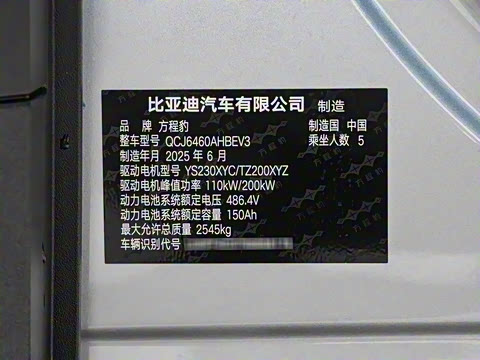 比亚迪汽车有限公司 制造
品 牌 方程豹 制造国 中国
整车型号 QCJ6460AHBEV3 乘坐人数 5
制造年月 2025 年 6 月
驱动电机型号 YS230XYC/TZ200XYZ
驱动电机峰值功率 110kW/200kW
动力电池系统额定电压 486.4V
动力电池系统额定容量 150Ah
最大允许总质量 2545kg
车辆识别代号